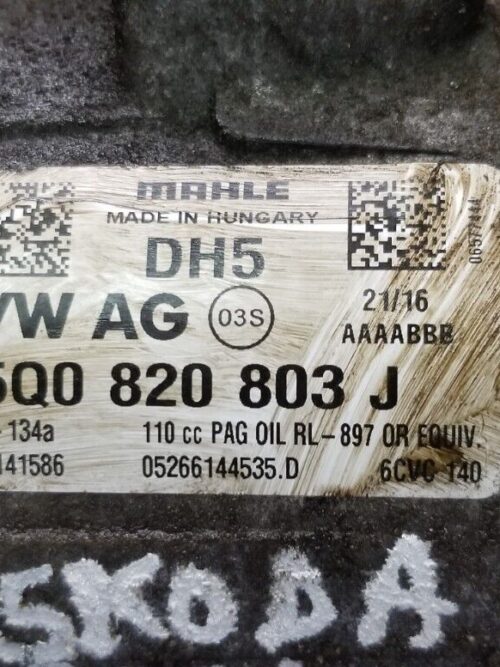 MAHLE
MADE IN HUNGARY
DH5
VW AG 03S
21/16
AAAABBB
5Q0 820 803 J
-134a 110 cc PAG OIL RL-897 OR EQUIV.
141586 05266144535.D 6CVC 140
SKODA